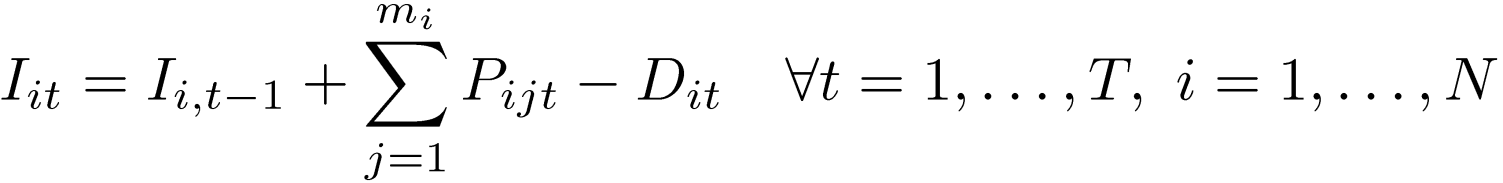 I_{it} = I_{i,t-1} + \sum_{j=1}^{m_i} P_{ijt} - D_{it} \quad \forall t = 1, \ldots, T, \; i = 1, \ldots, N